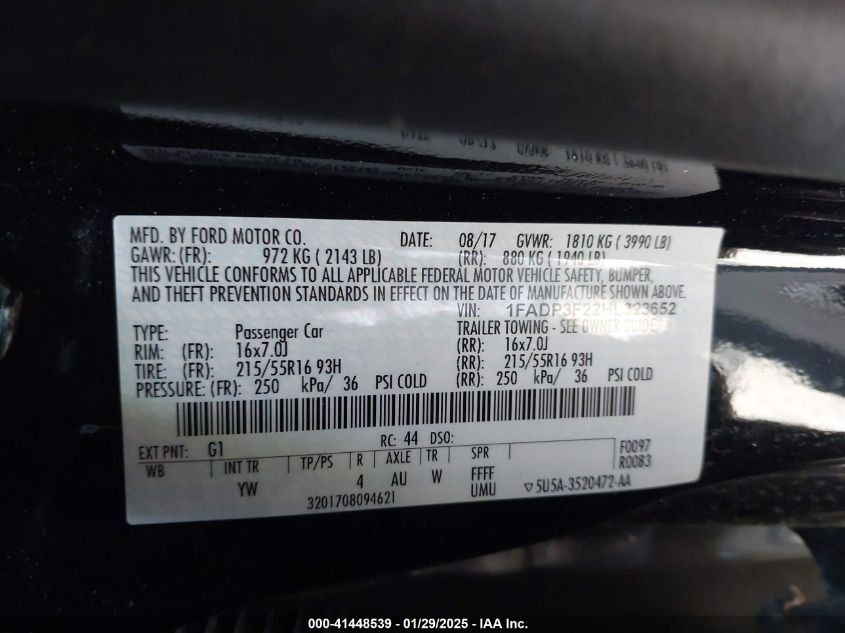 MFD. BY FORD MOTOR CO. DATE: 08/17 GVWR: 1810 KG ( 3990 LB)
GAWR: (FR): 972 KG ( 2143 LB) (RR): 880 KG ( 1940 LB)
THIS VEHICLE CONFORMS TO ALL APPLICABLE FEDERAL MOTOR VEHICLE SAFETY, BUMPER,
AND THEFT PREVENTION STANDARDS IN EFFECT ON THE DATE OF MANUFACTURE SHOWN ABOVE.
VIN: 1FADP3F22HL323652
TYPE: Passenger Car TRAILER TOWING - SEE OWNER GUIDE
RIM: (FR): 16x7.0J (RR): 16x7.0J
TIRE: (FR): 215/55R16 93H (RR): 215/55R16 93H
PRESSURE: (FR): 250 kPa/ 36 PSI COLD (RR): 250 kPa/ 36 PSI COLD
EXT PNT: G1 RC: 44 DSO: F0097
R0083
WB INT TR TP/PS R AXLE TR SPR
YW 4 AU W FFFF
UMU
3201708094621 ▽5U5A-3520472-AA
000-41448539 - 01/29/2025 - IAA Inc.